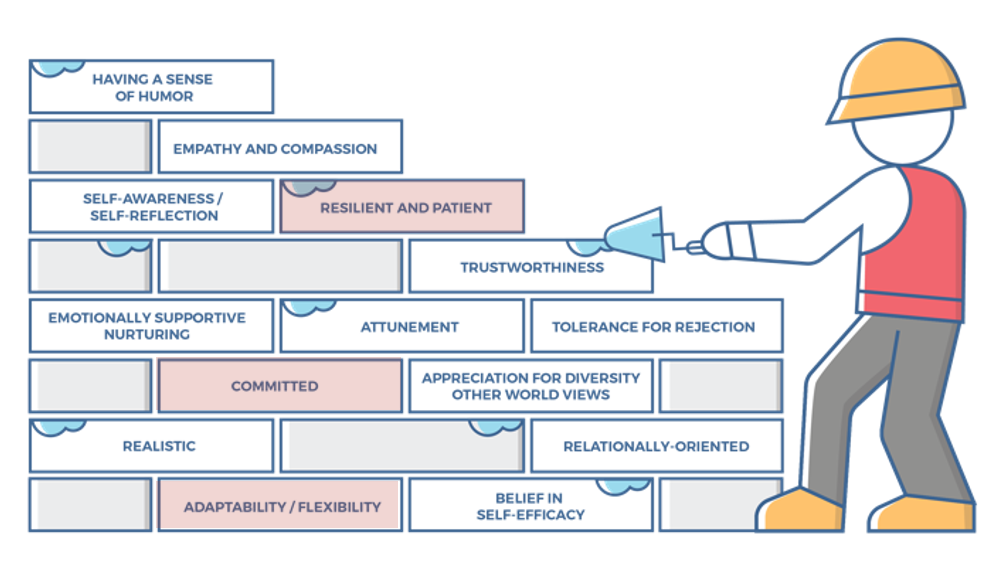 HAVING A SENSE
OF HUMOR
EMPATHY AND COMPASSION
SELF-AWARENESS /
SELF-REFLECTION
RESILIENT AND PATIENT
TRUSTWORTHINESS
EMOTIONALLY SUPPORTIVE
NURTURING
ATTUNEMENT
TOLERANCE FOR REJECTION
COMMITTED
APPRECIATION FOR DIVERSITY
OTHER WORLD VIEWS
REALISTIC
RELATIONALLY-ORIENTED
ADAPTABILITY / FLEXIBILITY
BELIEF IN
SELF-EFFICACY